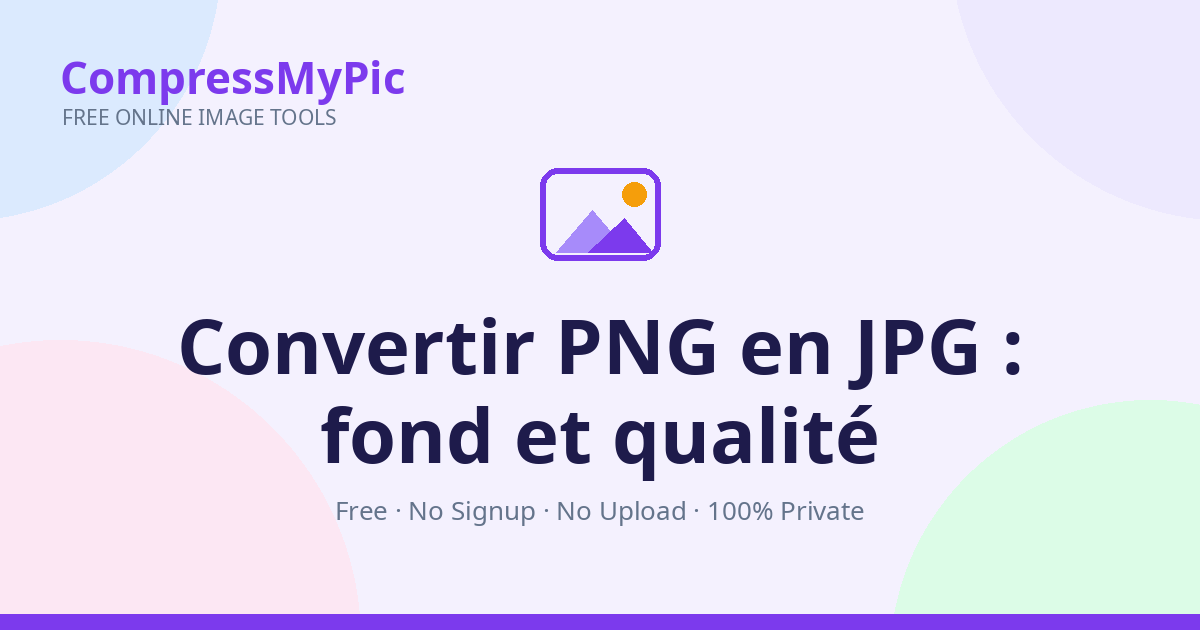 CompressMyPic
FREE ONLINE IMAGE TOOLS
Convertir PNG en JPG :
fond et qualité
Free · No Signup · No Upload · 100% Private